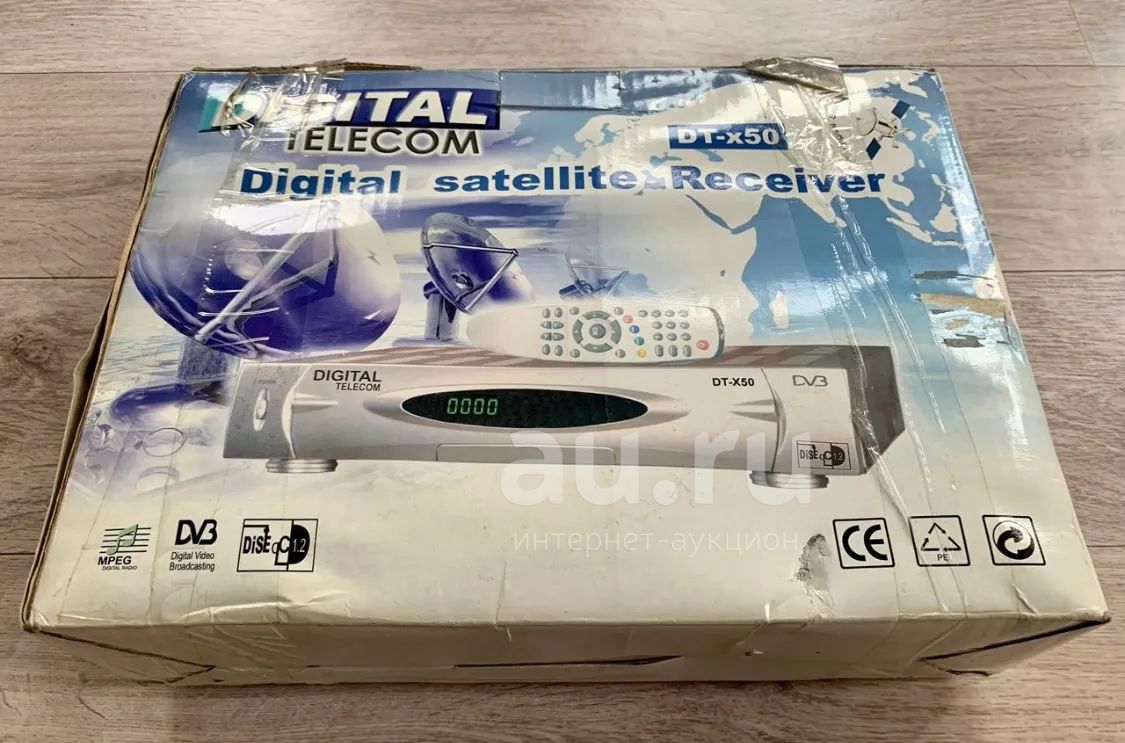 DIGITAL
TELECOM
DT-x50
Digital satellite Receiver
DIGITAL
TELECOM
DT-X50
DVB
0000
DiSEqC 1.2
au.ru
интернет-аукцион
MPEG
DIGITAL RADIO
DVB
Digital Video
Broadcasting
DiSEqC 1.2
CE
PE